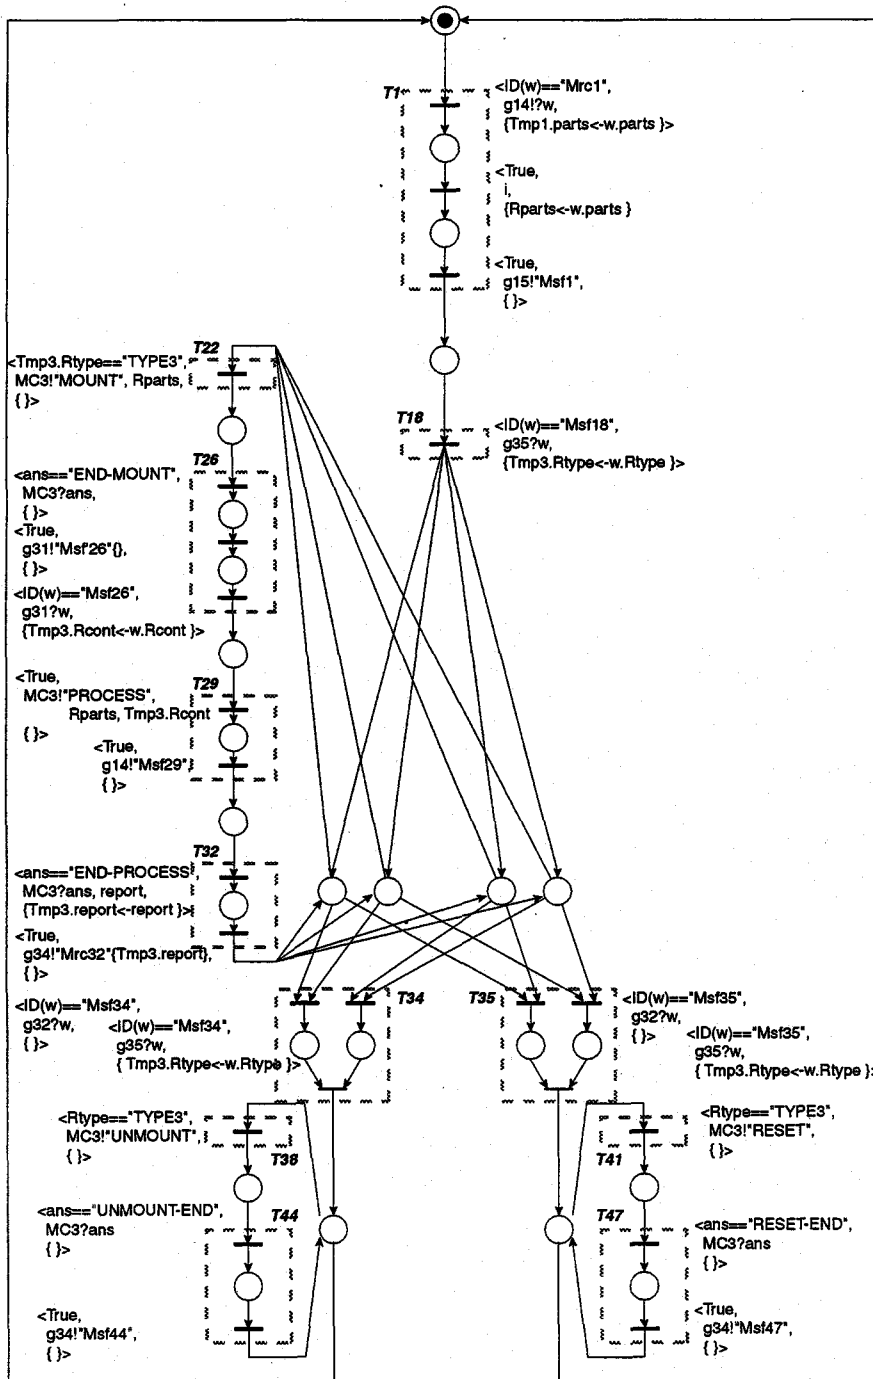 T1
<ID(w)=="Mrc1",
g14!?w,
{Tmp1.parts<-w.parts }>
<True,
i,
{Rparts<-w.parts }
<True,
g15!"Msf1",
{ }>
T22
<Tmp3.Rtype=="TYPE3",
MC3!"MOUNT", Rparts,
{ }>
T18
<ID(w)=="Msf18",
g35?w,
{Tmp3.Rtype<-w.Rtype }>
T26
<ans=="END-MOUNT",
MC3?ans,
{ }>
<True,
g31!"Msf'26"{},
{ }>
<ID(w)=="Msf26",
g31?w,
{Tmp3.Rcont<-w.Rcont }>
T29
<True,
MC3!"PROCESS",
Rparts, Tmp3.Rcont
{ }>
<True,
g14!"Msf29",
{ }>
T32
<ans=="END-PROCESS",
MC3?ans, report,
{Tmp3.report<-report }>
<True,
g34!"Mrc32"{Tmp3.report},
{ }>
T34
T35
<ID(w)=="Msf34",
g32?w,
{ }>
<ID(w)=="Msf34",
g35?w,
{ Tmp3.Rtype<-w.Rtype }>
<ID(w)=="Msf35",
g32?w,
{ }>
<ID(w)=="Msf35",
g35?w,
{ Tmp3.Rtype<-w.Rtype }>
<Rtype=="TYPE3",
MC3!"UNMOUNT",
{ }>
T38
<Rtype=="TYPE3",
MC3!"RESET",
{ }>
T41
<ans=="UNMOUNT-END",
MC3?ans
{ }>
T44
T47
<ans=="RESET-END",
MC3?ans
{ }>
<True,
g34!"Msf44",
{ }>
<True,
g34!"Msf47",
{ }>